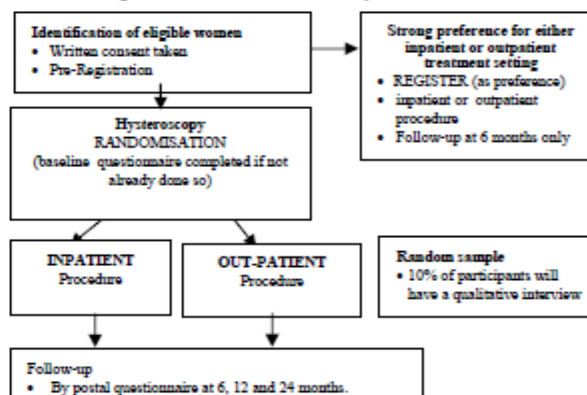 Identification of eligible women
• Written consent taken
• Pre-Registration
Strong preference for either
inpatient or outpatient
treatment setting
• REGISTER (as preference)
• inpatient or outpatient
procedure
• Follow-up at 6 months only
Hysteroscopy
RANDOMISATION
(baseline questionnaire completed if not
already done so)
INPATIENT
Procedure
OUT-PATIENT
Procedure
Random sample
• 10% of participants will
have a qualitative interview
Follow-up
• By postal questionnaire at 6, 12 and 24 months.